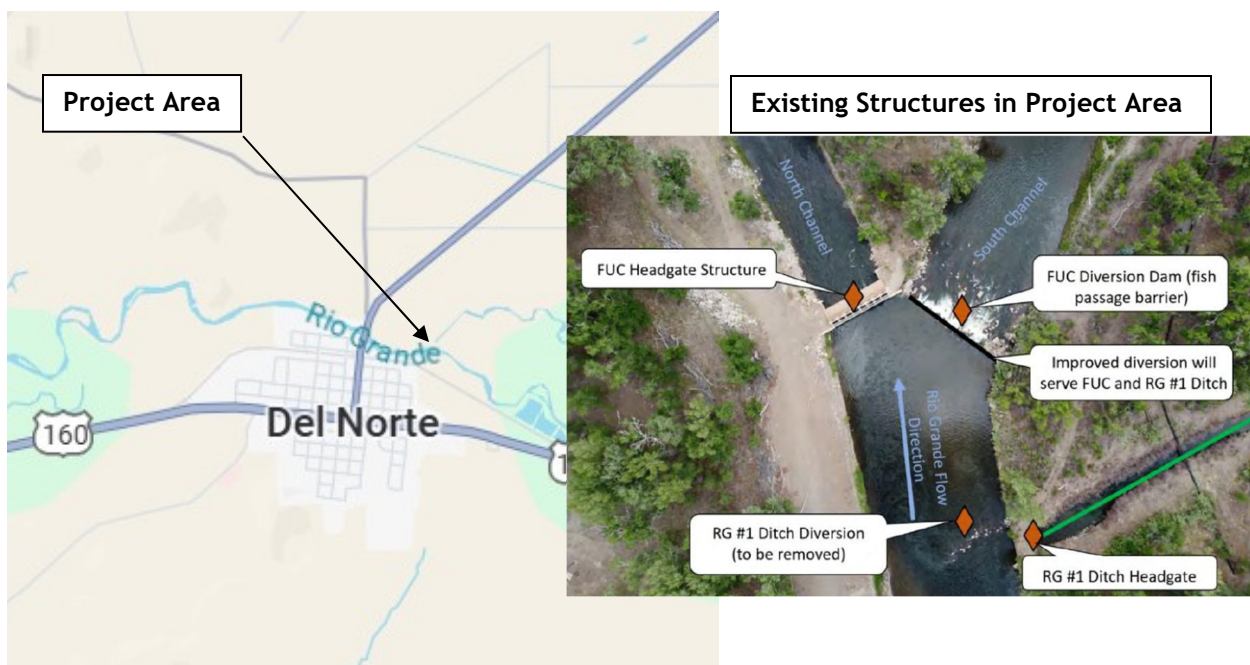 Project Area
Existing Structures in Project Area
Rio Grande
Del Norte
160
1
North Channel
South Channel
FUC Headgate Structure
FUC Diversion Dam (fish
passage barrier)
Improved diversion will
serve FUC and RG #1 Ditch
Rio Grande Flow
Direction
RG #1 Ditch Diversion
(to be removed)
RG #1 Ditch Headgate